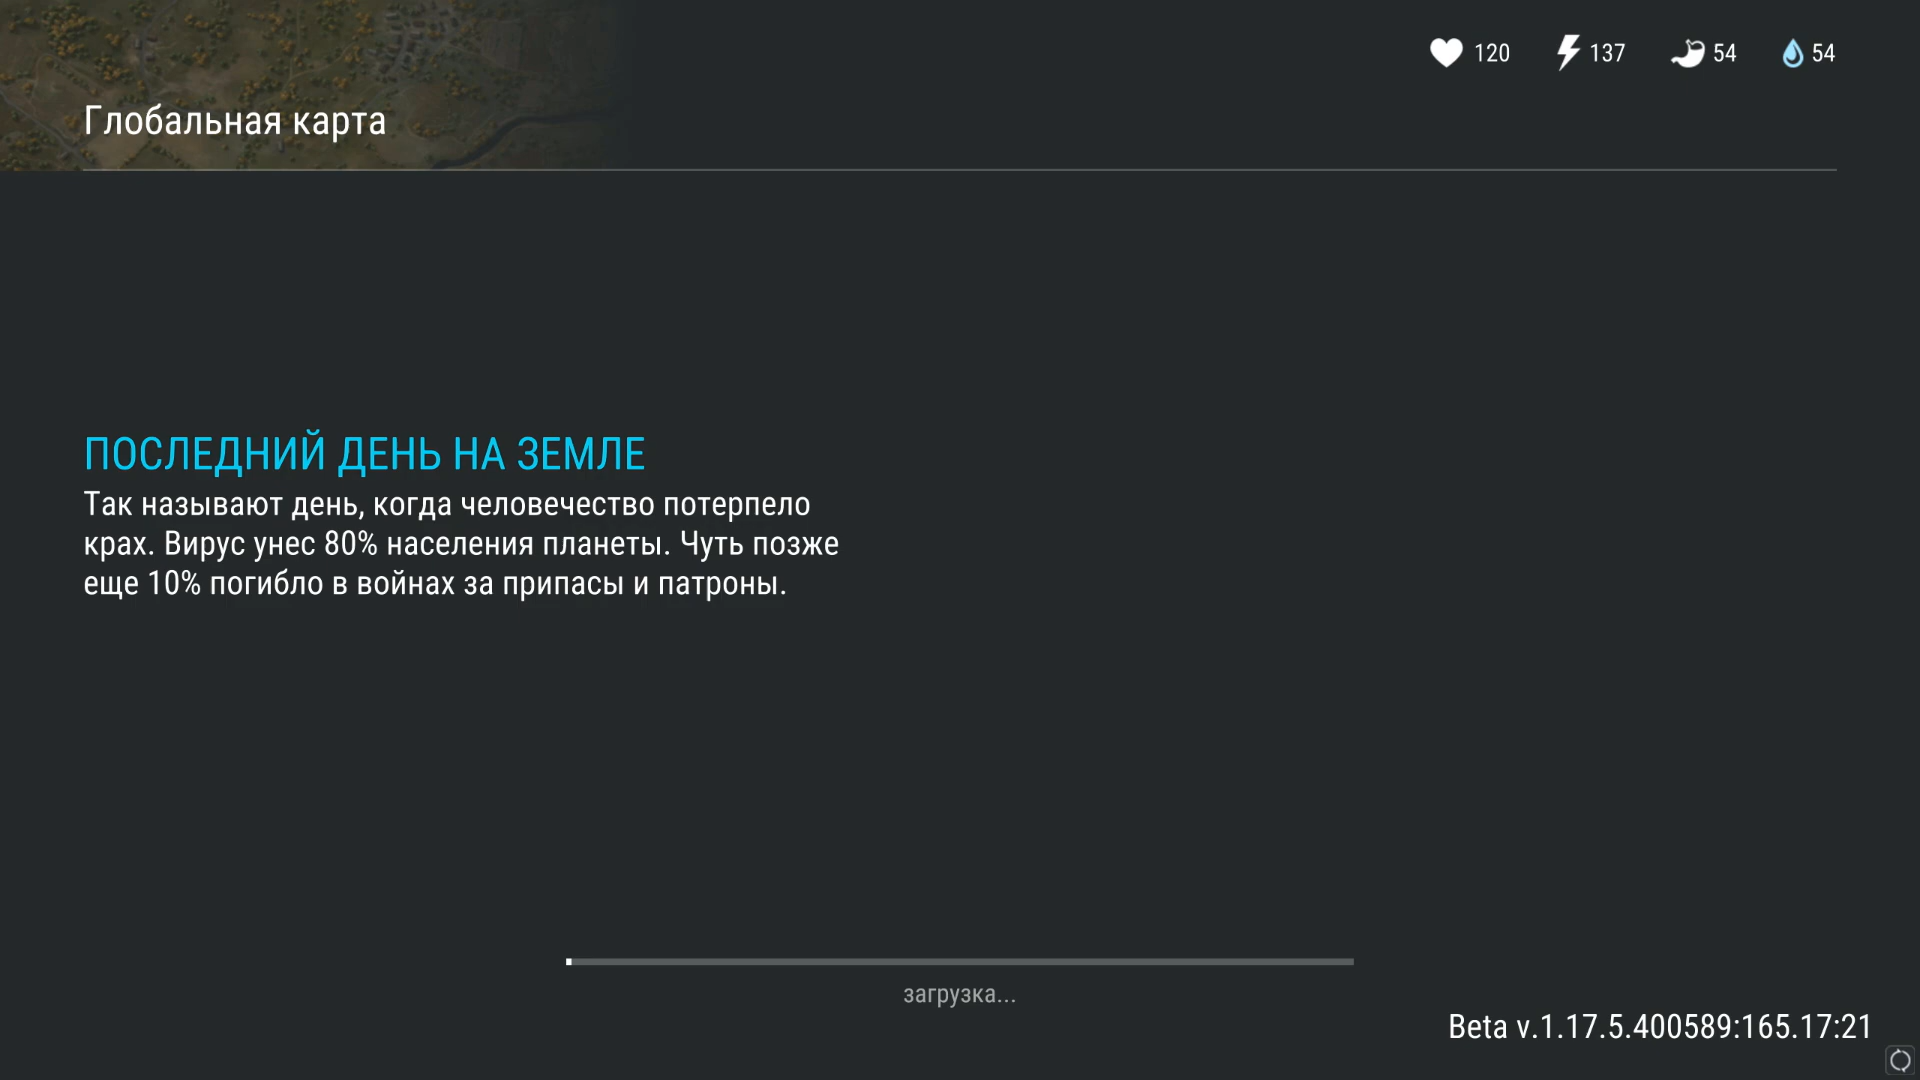 120 137 54 54
Глобальная карта
ПОСЛЕДНИЙ ДЕНЬ НА ЗЕМЛЕ
Так называют день, когда человечество потерпело
крах. Вирус унес 80% населения планеты. Чуть позже
еще 10% погибло в войнах за припасы и патроны.
загрузка...
Beta v.1.17.5.400589:165.17:21